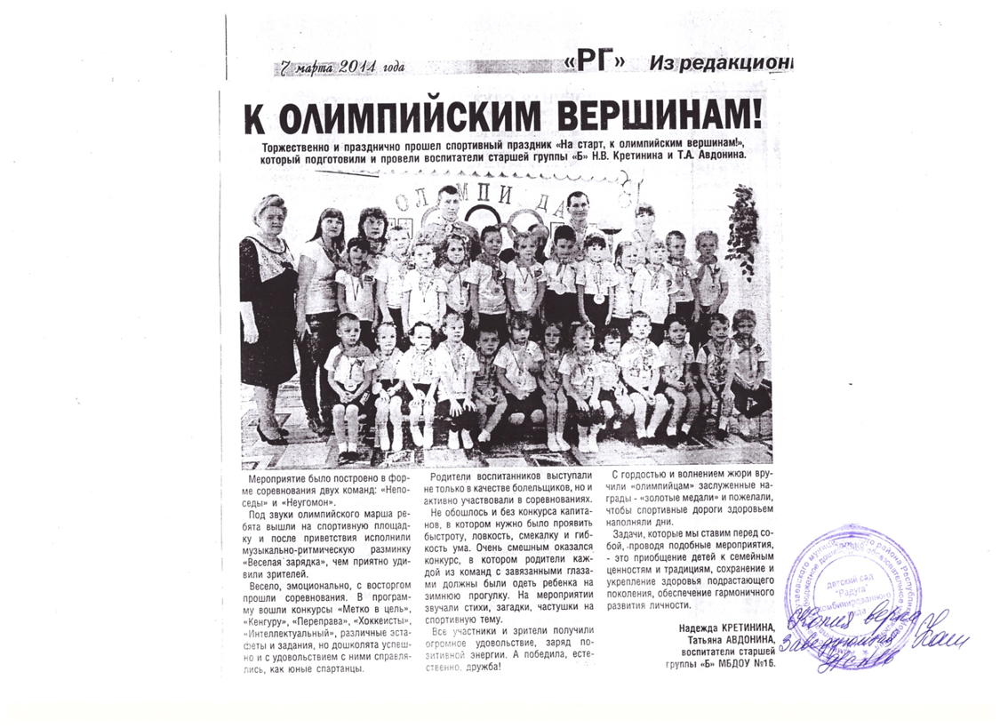 7 марта 2014 года
«РГ»
Из редакцион
К ОЛИМПИЙСКИМ ВЕРШИНАМ!
Торжественно и празднично прошел спортивный праздник «На старт, к олимпийским вершинам!»,
который подготовили и провели воспитатели старшей группы «Б» Н.В. Кретинина и Т.А. Авдонина.
ОЛИМПИАДА
Мероприятие было построено в фор-
ме соревнования двух команд: «Непо-
седы» и «Неугомон».
Под звуки олимпийского марша ре-
бята вышли на спортивную площад-
ку и после приветствия исполнили
музыкально-ритмическую разминку
«Веселая зарядка», чем приятно уди-
вили зрителей.
Весело, эмоционально, с восторгом
прошли соревнования. В програм-
му вошли конкурсы «Метко в цель»,
«Кенгуру», «Переправа», «Хоккеисты»,
«Интеллектуальный», различные эста-
феты и задания, но дошколята успеш-
но и с удовольствием с ними справля-
лись, как юные спартанцы.
Родители воспитанников выступали
не только в качестве болельщиков, но и
активно участвовали в соревнованиях.
Не обошлось и без конкурса капита-
нов, в котором нужно было проявить
быстроту, ловкость, смекалку и гиб-
кость ума. Очень смешным оказался
конкурс, в котором родители каж-
дой из команд с завязанными глаза-
ми должны были одеть ребенка на
зимнюю прогулку. На мероприятии
звучали стихи, загадки, частушки на
спортивную тему.
Все участники и зрители получили
огромное удовольствие, заряд по-
зитивной энергии. А победила, есте-
ственно, дружба!
С гордостью и волнением жюри вру-
чили «олимпийцам» заслуженные на-
грады - «золотые медали» и пожелали,
чтобы спортивные дороги здоровьем
наполняли дни.
Задачи, которые мы ставим перед со-
бой, проводя подобные мероприятия,
- это приобщение детей к семейным
ценностям и традициям, сохранение и
укрепление здоровья подрастающего
поколения, обеспечение гармоничного
развития личности.
Надежда КРЕТИНИНА,
Татьяна АВДОНИНА,
воспитатели старшей
группы «Б» МБДОУ №16.
детский сад
"Радуга"
комбинированного
вида
Копия верна
Заведующая